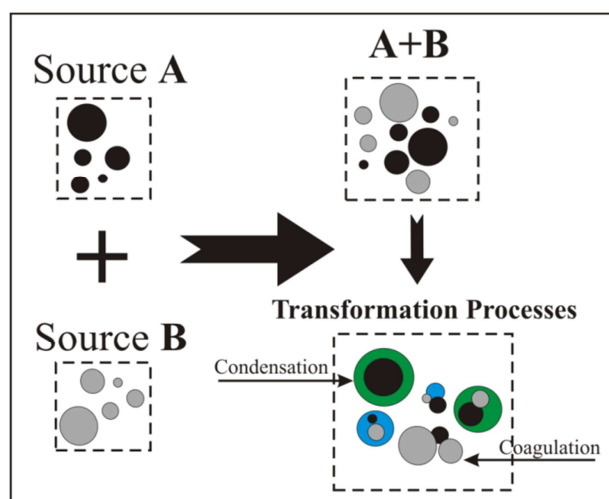 Source A
A+B
Source B
Transformation Processes
Condensation
Coagulation